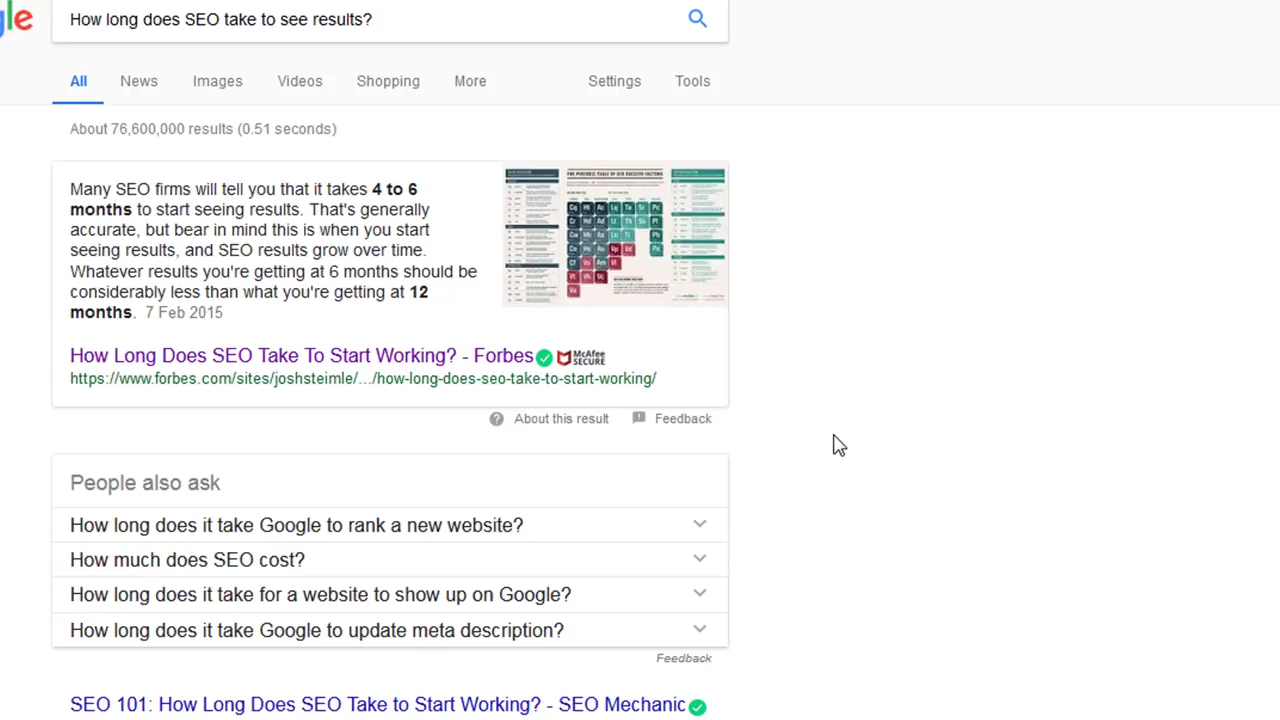 gle
How long does SEO take to see results?
All News Images Videos Shopping More Settings Tools
About 76,600,000 results (0.51 seconds)
Many SEO firms will tell you that it takes 4 to 6
months to start seeing results. That's generally
accurate, but bear in mind this is when you start
seeing results, and SEO results grow over time.
Whatever results you're getting at 6 months should be
considerably less than what you're getting at 12
months. 7 Feb 2015
THE PERIODIC TABLE OF SEO SUCCESS FACTORS
How Long Does SEO Take To Start Working? - Forbes McAfee SECURE
https://www.forbes.com/sites/joshsteimle/.../how-long-does-seo-take-to-start-working/
About this result Feedback
People also ask
How long does it take Google to rank a new website?
How much does SEO cost?
How long does it take for a website to show up on Google?
How long does it take Google to update meta description?
Feedback
SEO 101: How Long Does SEO Take to Start Working? - SEO Mechanic